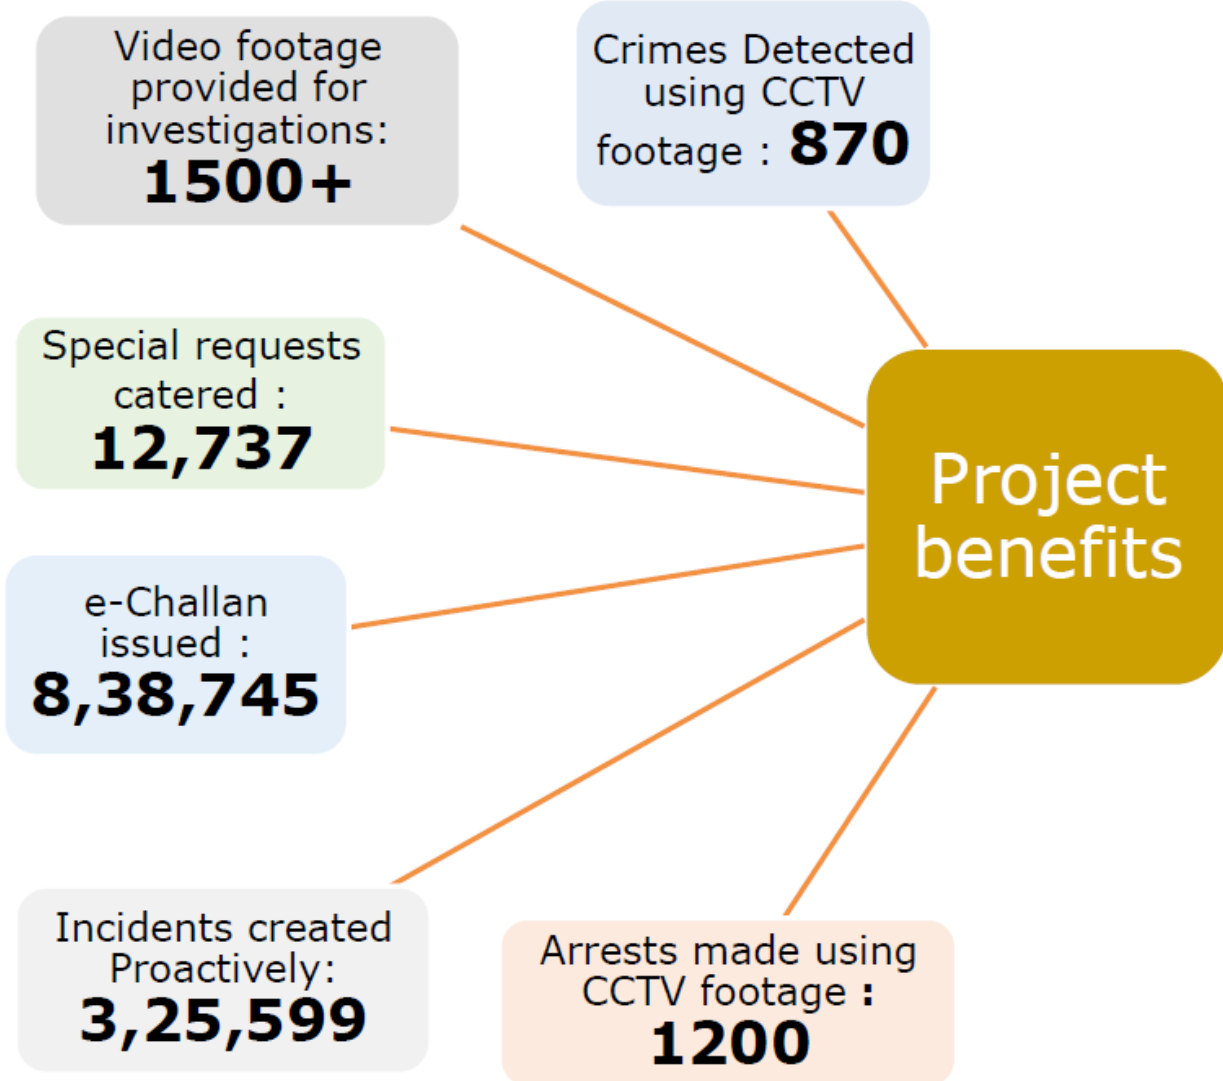 Video footage
provided for
investigations:
1500+
Crimes Detected
using CCTV
footage : 870
Special requests
catered :
12,737
Project
benefits
e-Challan
issued :
8,38,745
Incidents created
Proactively:
3,25,599
Arrests made using
CCTV footage :
1200